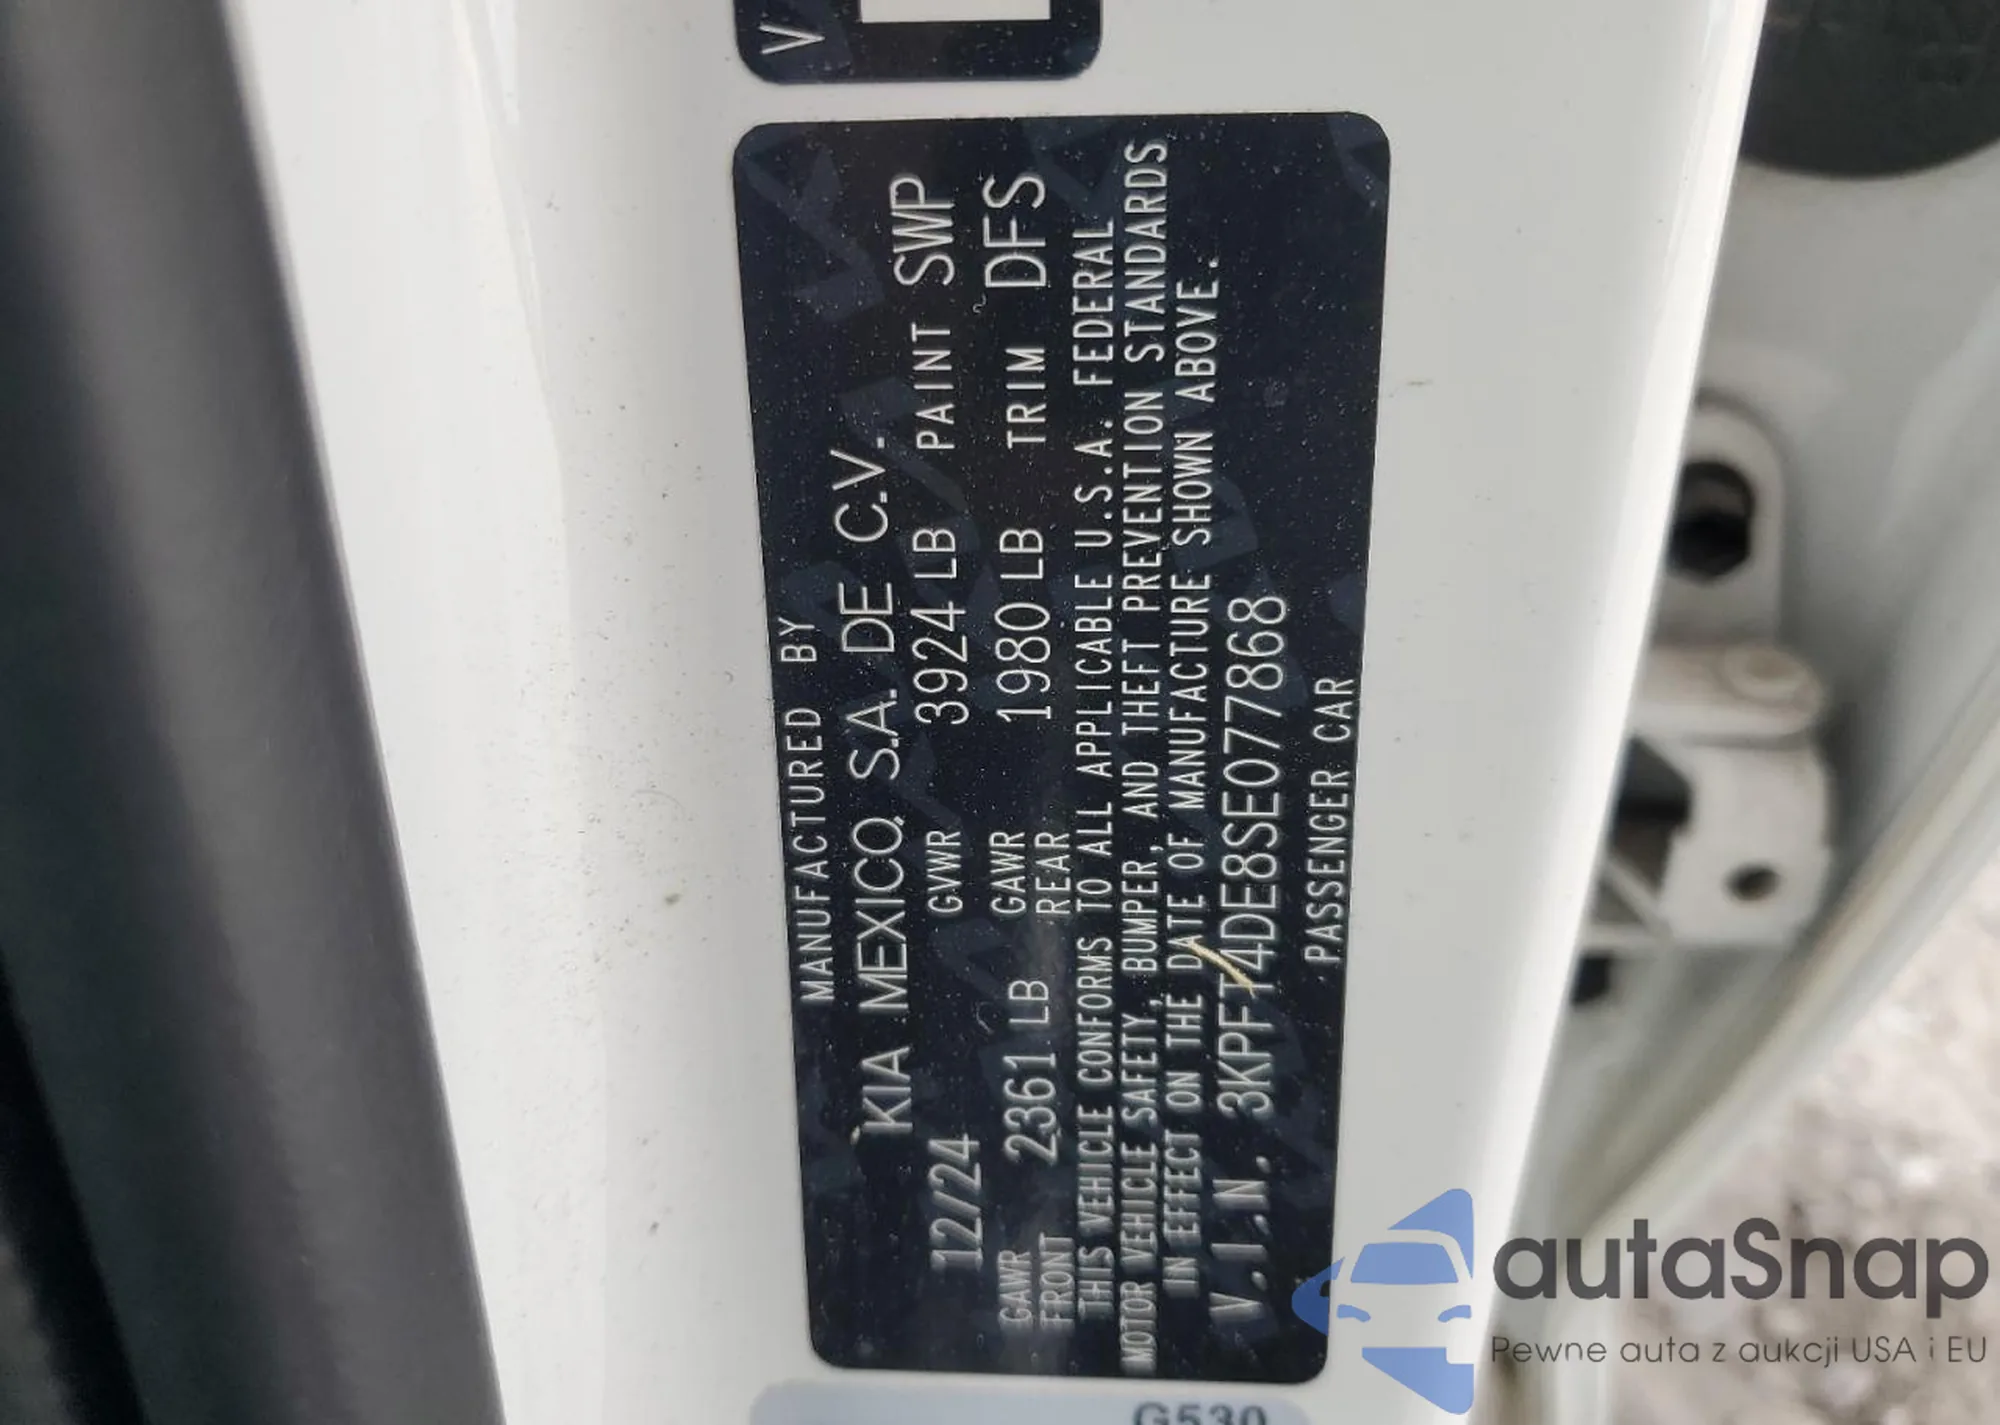 V
MANUFACTURED BY
KIA MEXICO, S.A. DE C.V.
12/24 GVWR 3924 LB PAINT SWP
GAWR FRONT 2361 LB GAWR REAR 1980 LB TRIM DFS
THIS VEHICLE CONFORMS TO ALL APPLICABLE U.S.A. FEDERAL
MOTOR VEHICLE SAFETY, BUMPER, AND THEFT PREVENTION STANDARDS
IN EFFECT ON THE DATE OF MANUFACTURE SHOWN ABOVE.
V.I.N. 3KPFT4DE8SE077868
PASSENGER CAR
G530
autaSnap
Pewne auta z aukcji USA i EU